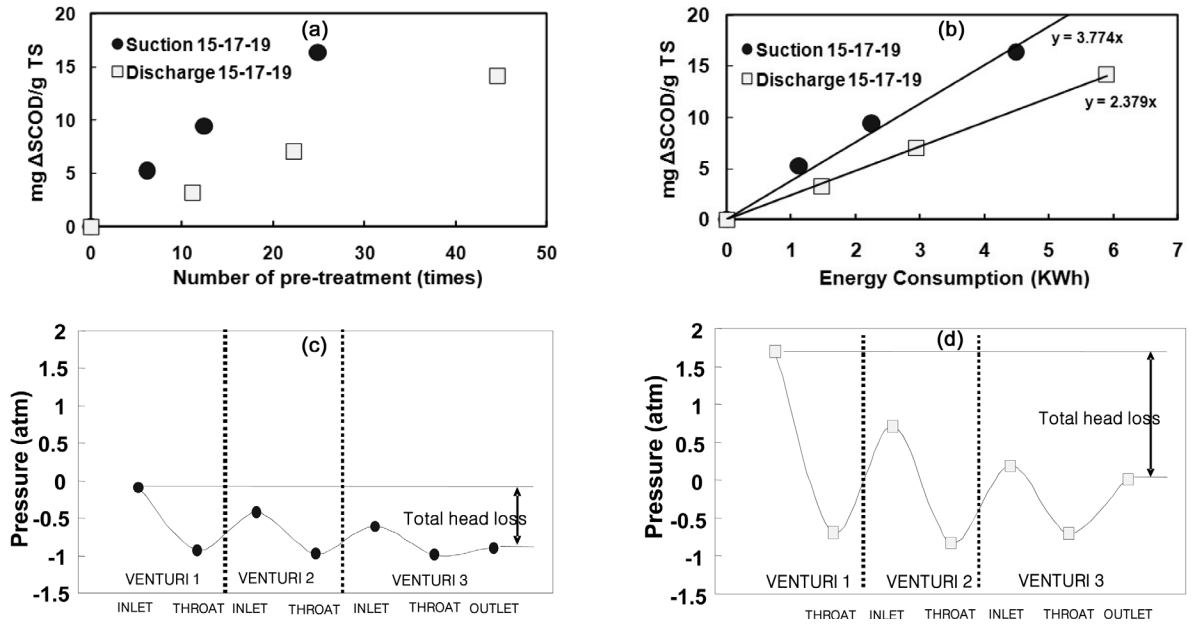 (a)
20
15
10
5
0
mg ΔSCOD/g TS
Suction 15-17-19
Discharge 15-17-19
0 10 20 30 40 50
Number of pre-treatment (times)
(b)
20
15
10
5
0
mg ΔSCOD/g TS
Suction 15-17-19
Discharge 15-17-19
y = 3.774x
y = 2.379x
0 1 2 3 4 5 6 7
Energy Consumption (KWh)
(c)
2
1.5
1
0.5
0
-0.5
-1
-1.5
Pressure (atm)
Total head loss
VENTURI 1 VENTURI 2 VENTURI 3
INLET THROAT INLET THROAT INLET THROAT OUTLET
(d)
2
1.5
1
0.5
0
-0.5
-1
-1.5
Pressure (atm)
Total head loss
VENTURI 1 VENTURI 2 VENTURI 3
THROAT INLET THROAT INLET THROAT OUTLET